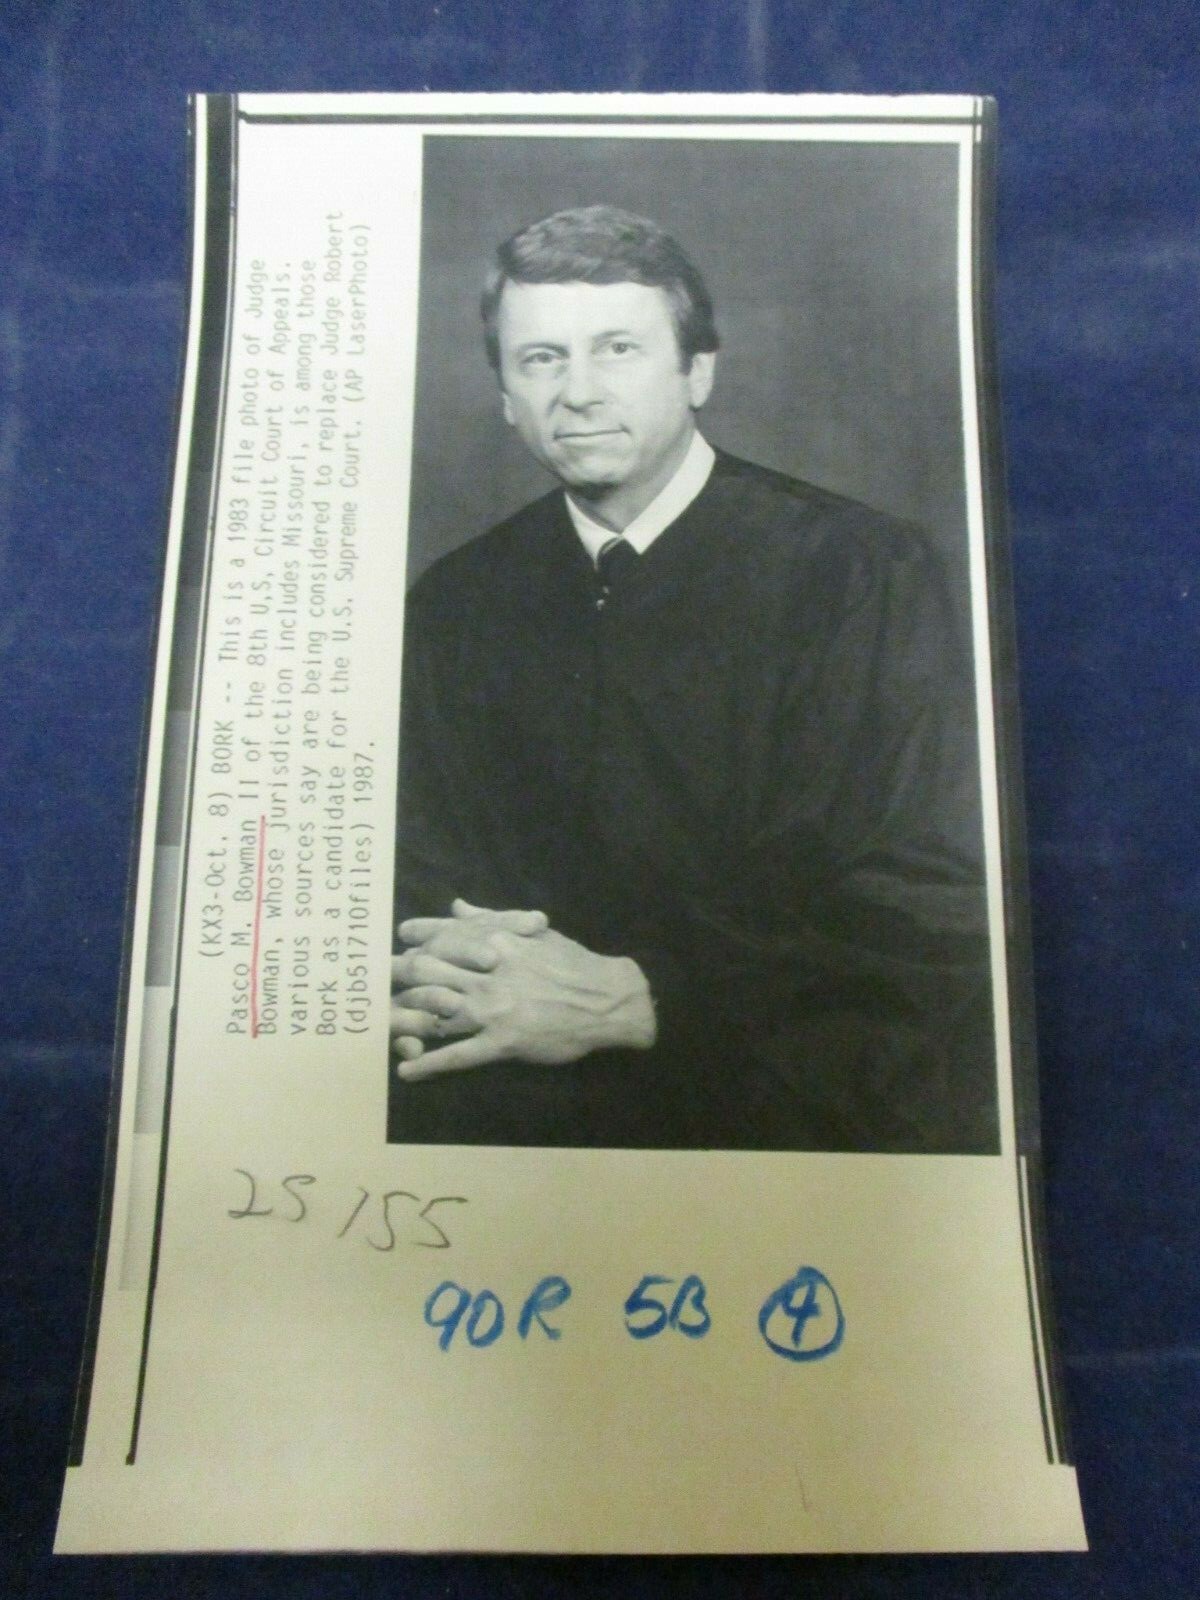 (KX3-Oct. 8) BORK -- This is a 1983 file photo of Judge
Pasco M. Bowman II of the 8th U,S, Circuit Court of Appeals.
Bowman, whose jurisdiction includes Missouri, is among those
various sources say are being considered to replace Judge Robert
Bork as a candidate for the U.S. Supreme Court. (AP LaserPhoto)
(djb51710files) 1987.
2S 155
90R 5B 4